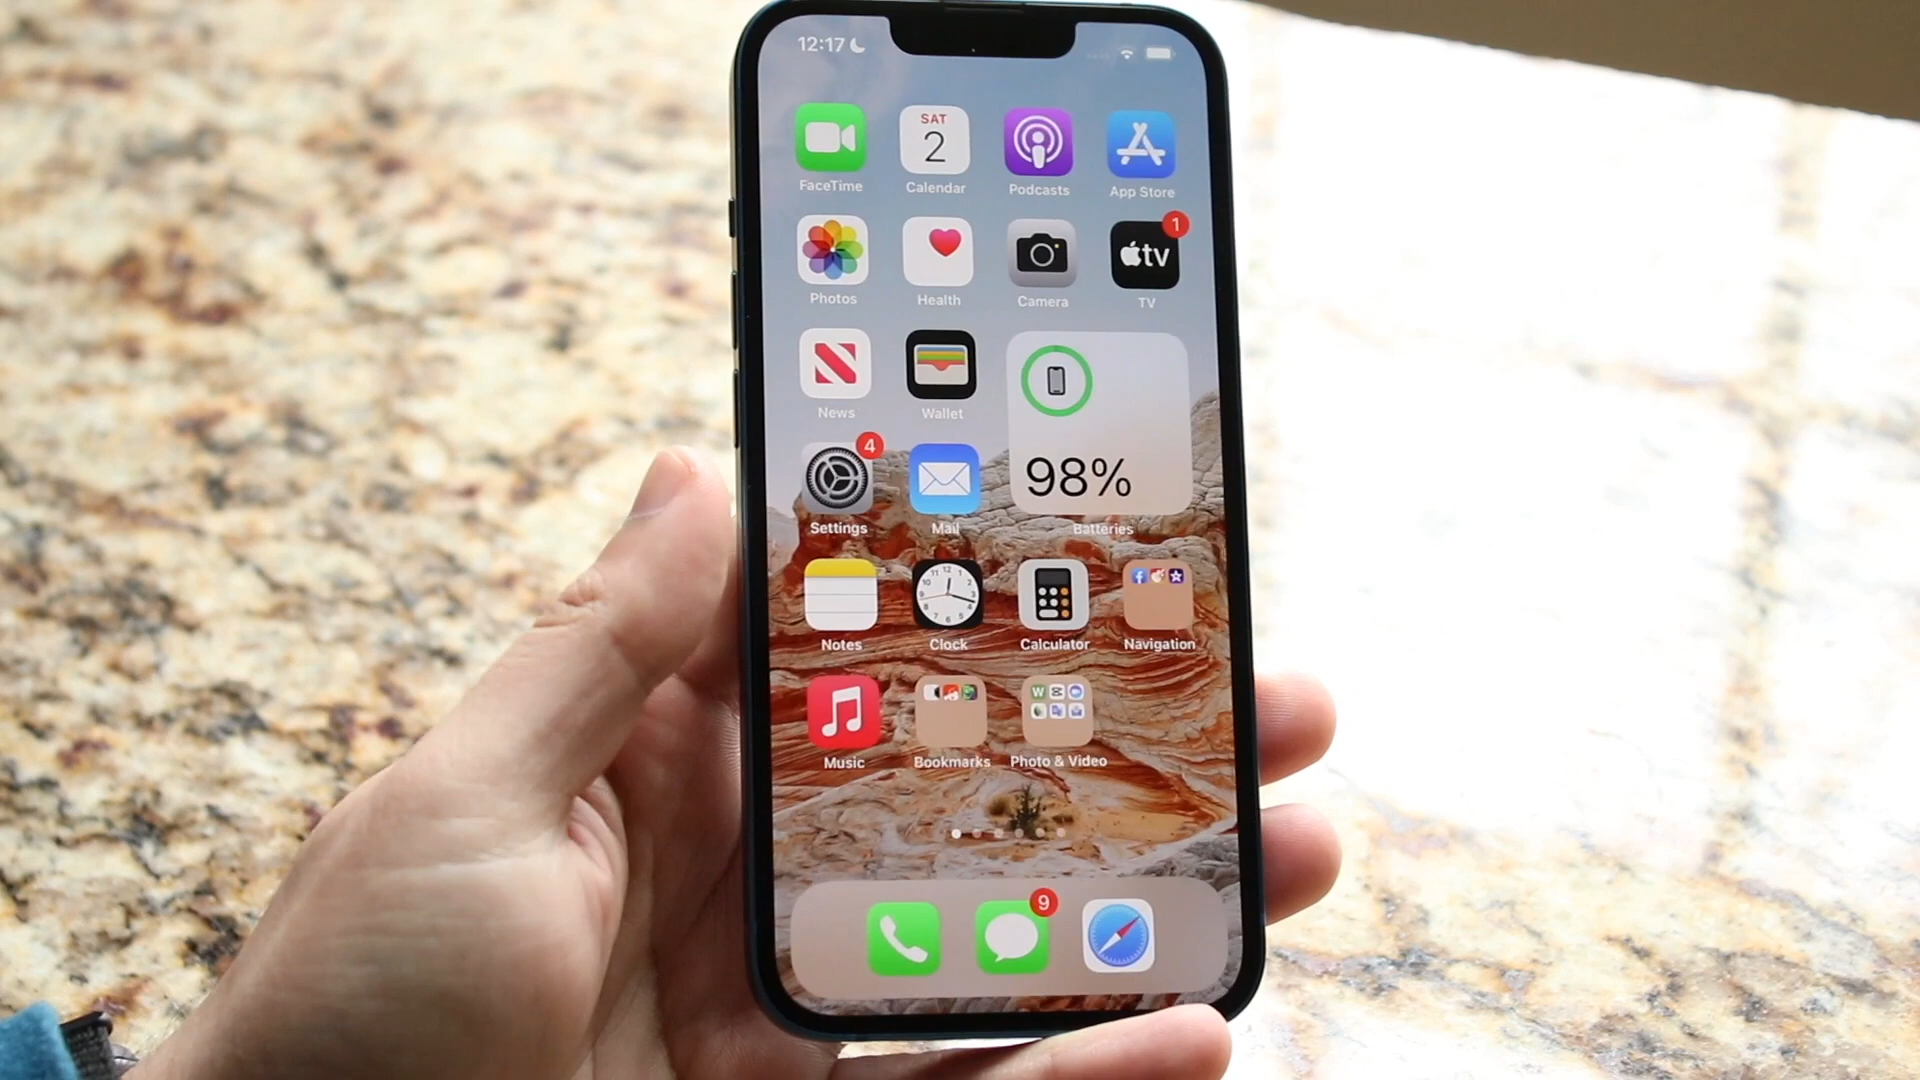 12:17
SAT
2
FaceTime
Calendar
Podcasts
App Store
1
tv
Photos
Health
Camera
TV
News
Wallet
98%
4
Settings
Mail
Batteries
Notes
Clock
Calculator
Navigation
Music
Bookmarks
Photo & Video
9